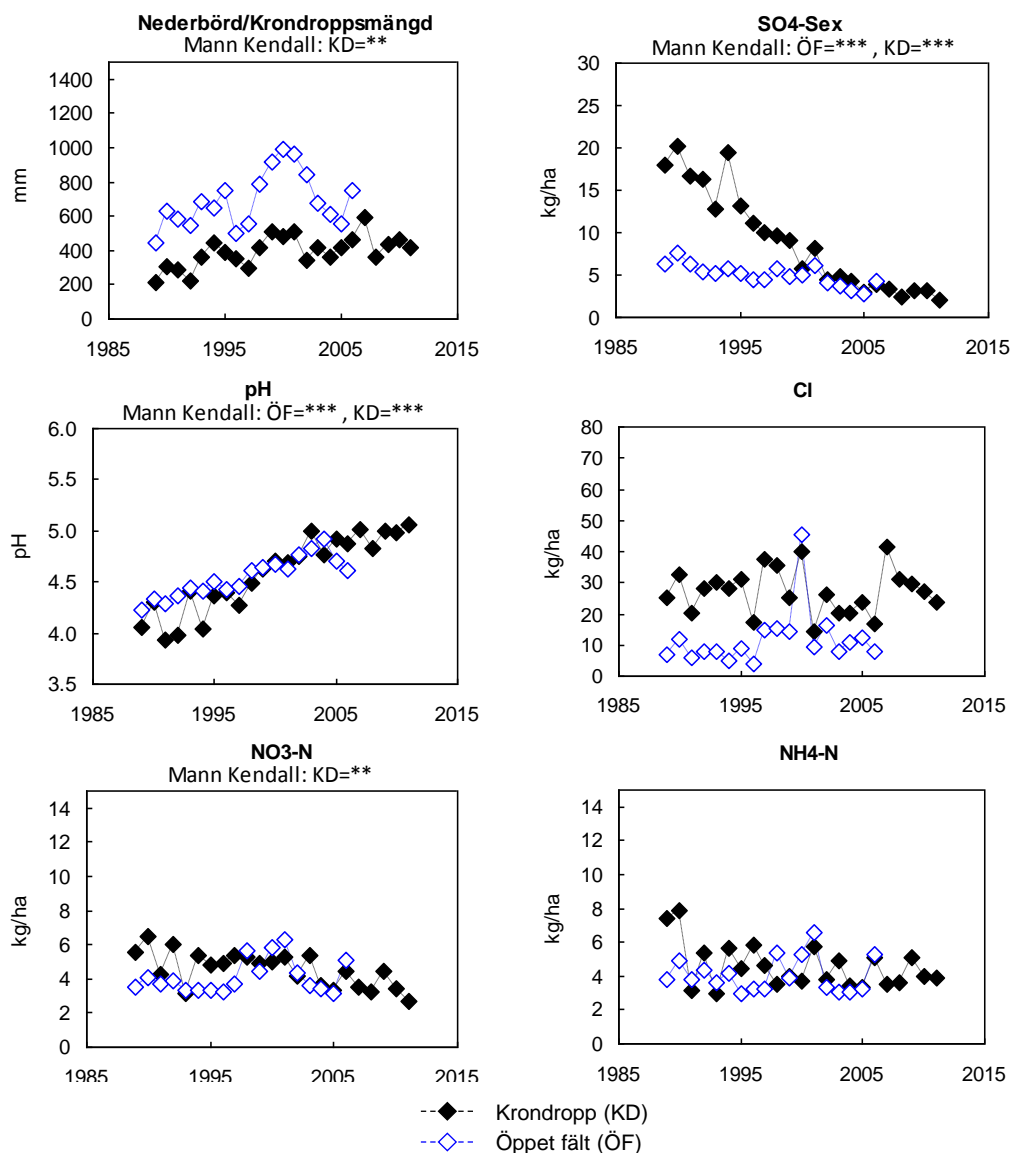 Nederbörd/Krondroppsmängd
Mann Kendall: KD=**
1400
1200
1000
800
600
400
200
0
mm
1985 1995 2005 2015
SO4-Sex
Mann Kendall: ÖF=*** , KD=***
30
25
20
15
10
5
0
kg/ha
1985 1995 2005 2015
pH
Mann Kendall: ÖF=*** , KD=***
6.0
5.5
5.0
4.5
4.0
3.5
pH
1985 1995 2005 2015
Cl
80
70
60
50
40
30
20
10
0
kg/ha
1985 1995 2005 2015
NO3-N
Mann Kendall: KD=**
14
12
10
8
6
4
2
0
kg/ha
1985 1995 2005 2015
NH4-N
14
12
10
8
6
4
2
0
kg/ha
1985 1995 2005 2015
Krondropp (KD)
Öppet fält (ÖF)